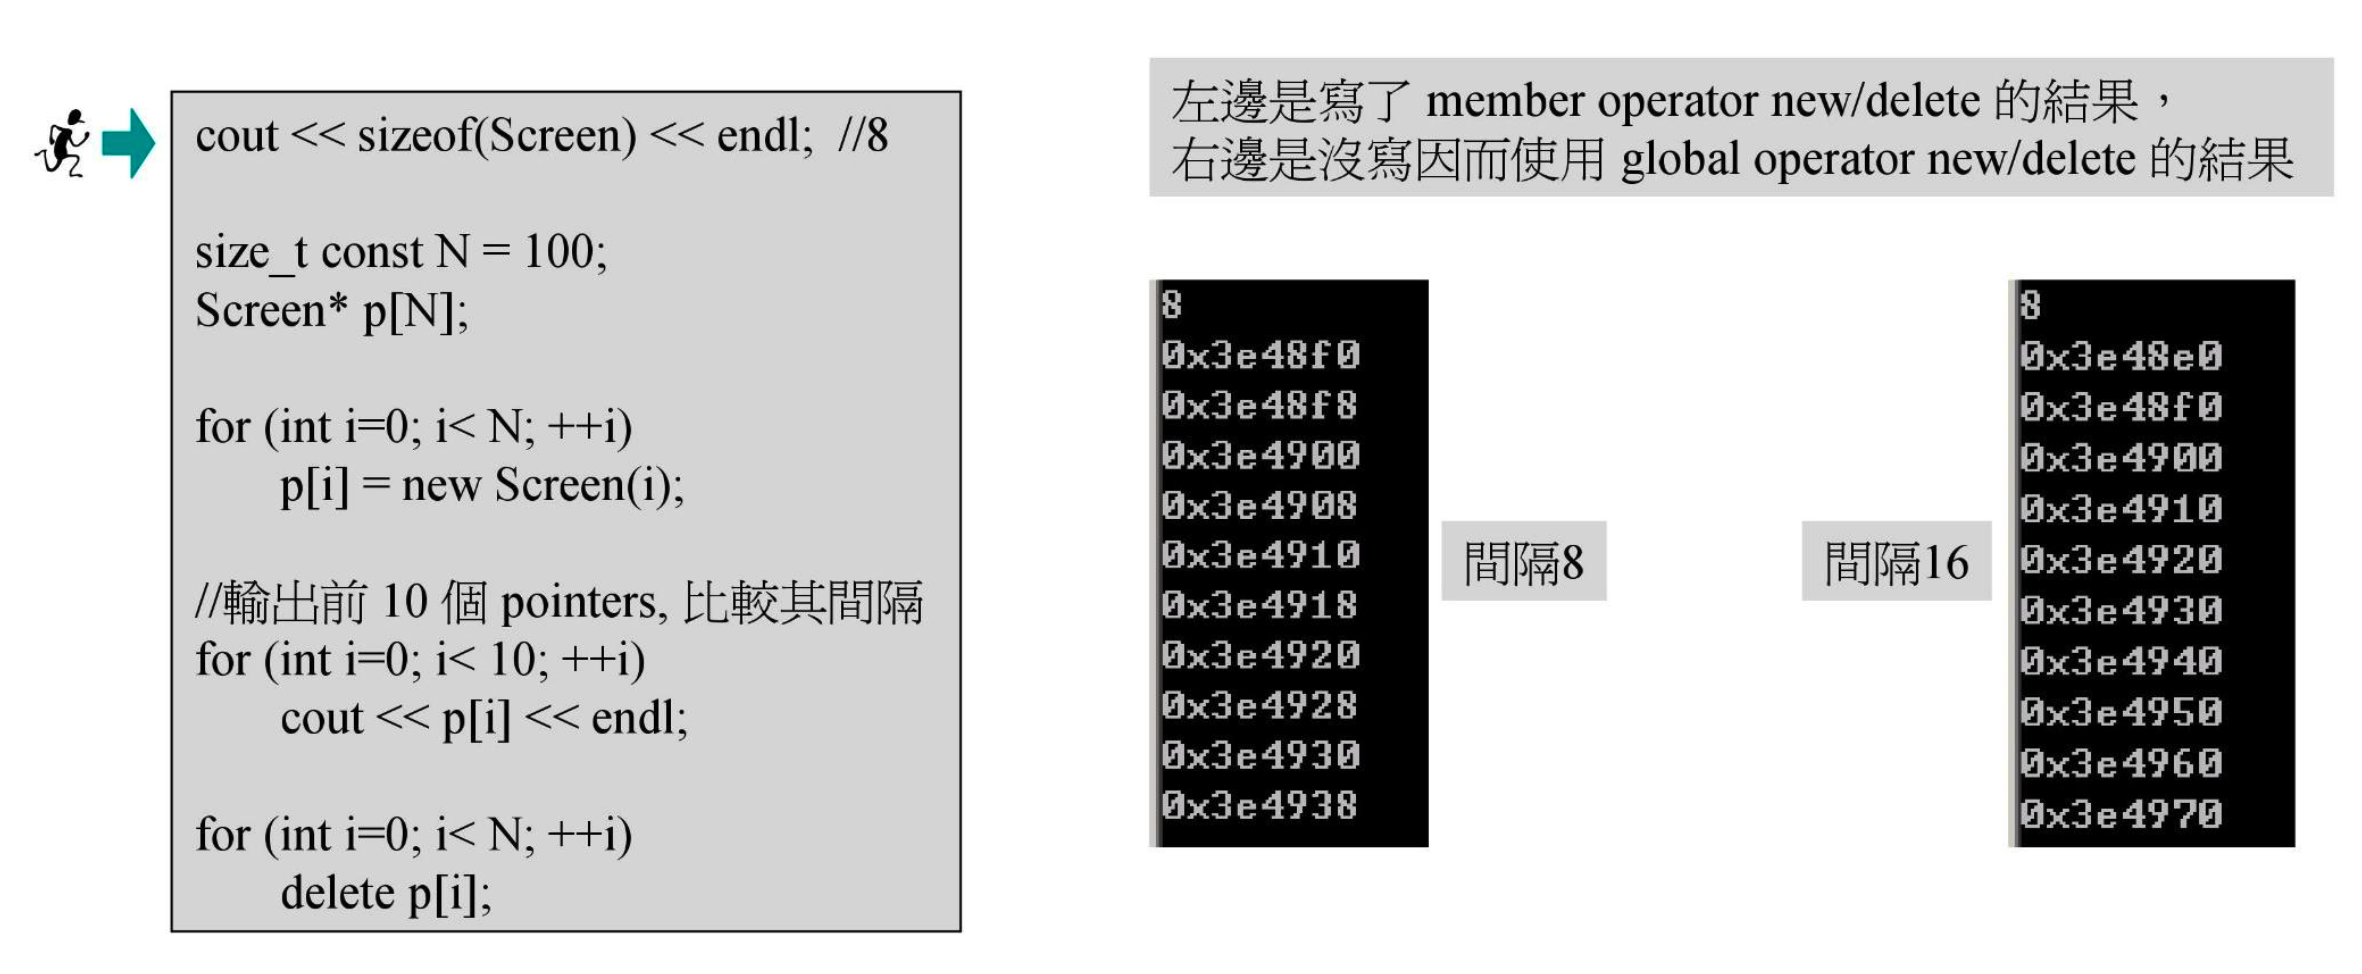 cout << sizeof(Screen) << endl;  //8
size_t const N = 100;
Screen* p[N];
for (int i=0; i< N; ++i)
p[i] = new Screen(i);
//輸出前 10 個 pointers, 比較其間隔
for (int i=0; i< 10; ++i)
cout << p[i] << endl;
for (int i=0; i< N; ++i)
delete p[i];
左邊是寫了 member operator new/delete 的結果，
右邊是沒寫因而使用 global operator new/delete 的結果
8
0x3e48f0
0x3e48f8
0x3e4900
0x3e4908
0x3e4910
0x3e4918
0x3e4920
0x3e4928
0x3e4930
0x3e4938
間隔8
間隔16
8
0x3e48e0
0x3e48f0
0x3e4900
0x3e4910
0x3e4920
0x3e4930
0x3e4940
0x3e4950
0x3e4960
0x3e4970